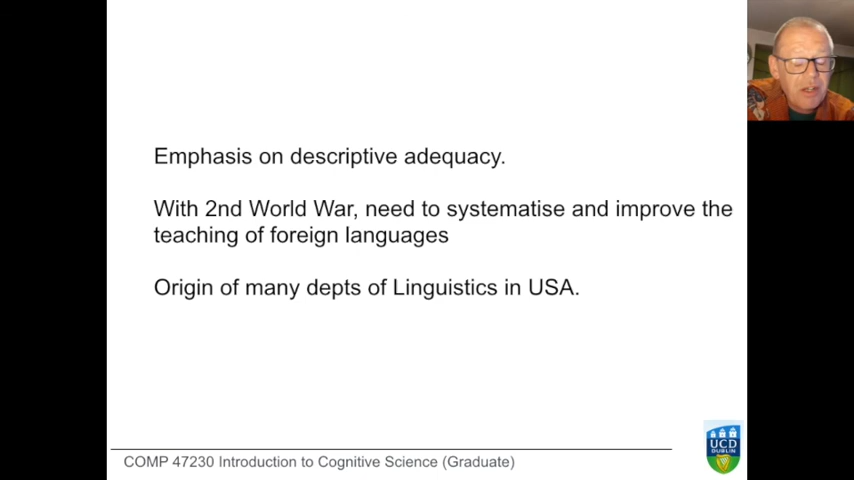 Emphasis on descriptive adequacy.
With 2nd World War, need to systematise and improve the
teaching of foreign languages
Origin of many depts of Linguistics in USA.
COMP 47230 Introduction to Cognitive Science (Graduate)
UCD
DUBLIN